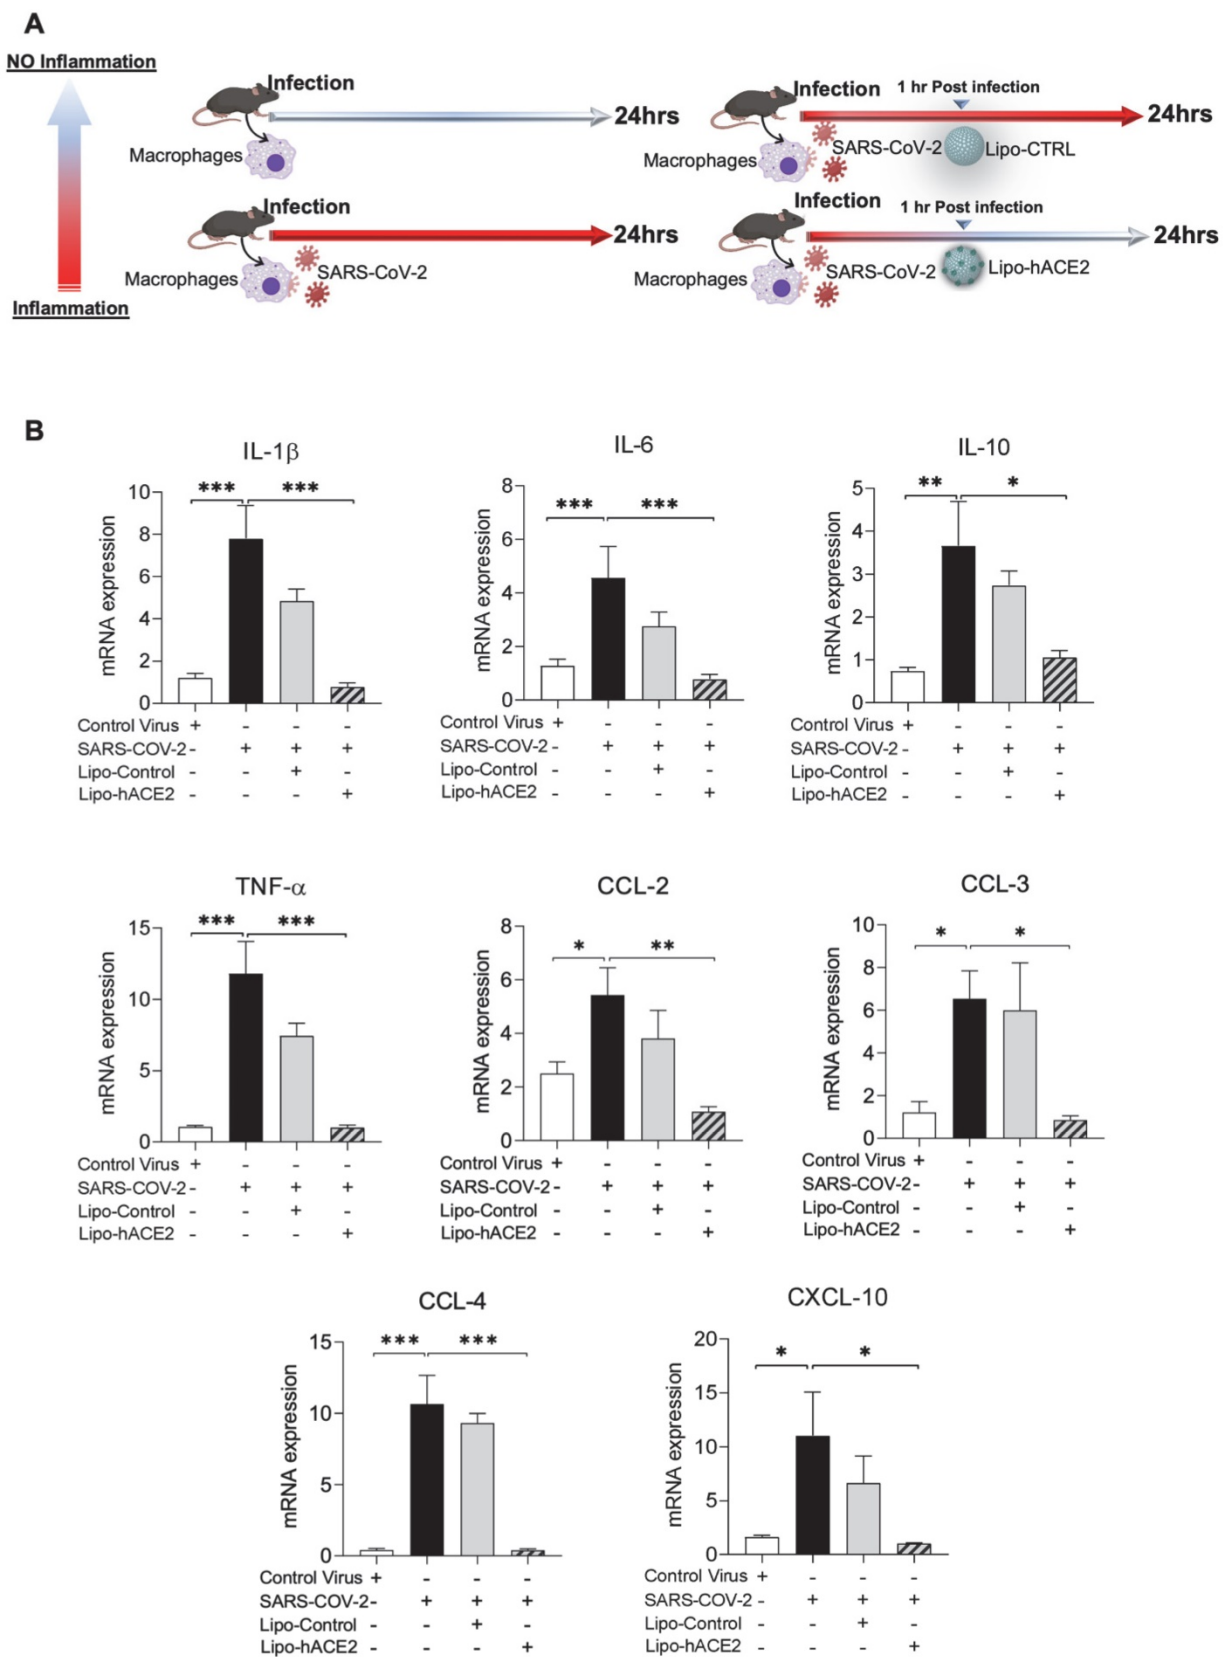 A
NO Inflammation
Inflammation
Infection
24hrs
Macrophages
Infection
24hrs
Macrophages
SARS-CoV-2
Infection
1 hr Post infection
24hrs
Macrophages
SARS-CoV-2
Lipo-CTRL
Infection
1 hr Post infection
24hrs
Macrophages
SARS-CoV-2
Lipo-hACE2
B
IL-1β
*** ***
mRNA expression
10
8
6
4
2
0
Control Virus + - - -
SARS-COV-2 - + + +
Lipo-Control - - + -
Lipo-hACE2 - - - +
IL-6
*** ***
mRNA expression
8
6
4
2
0
Control Virus + - - -
SARS-COV-2 - + + +
Lipo-Control - - + -
Lipo-hACE2 - - - +
IL-10
** *
mRNA expression
5
4
3
2
1
0
Control Virus + - - -
SARS-COV-2 - + + +
Lipo-Control - - + -
Lipo-hACE2 - - - +
TNF-α
*** ***
mRNA expression
15
10
5
0
Control Virus + - - -
SARS-COV-2 - + + +
Lipo-Control - - + -
Lipo-hACE2 - - - +
CCL-2
* **
mRNA expression
8
6
4
2
0
Control Virus + - - -
SARS-COV-2 - + + +
Lipo-Control - - + -
Lipo-hACE2 - - - +
CCL-3
* *
mRNA expression
10
8
6
4
2
0
Control Virus + - - -
SARS-COV-2 - + + +
Lipo-Control - - + -
Lipo-hACE2 - - - +
CCL-4
*** ***
mRNA expression
15
10
5
0
Control Virus + - - -
SARS-COV-2 - + + +
Lipo-Control - - + -
Lipo-hACE2 - - - +
CXCL-10
* *
mRNA expression
20
15
10
5
0
Control Virus + - - -
SARS-COV-2 - + + +
Lipo-Control - - + -
Lipo-hACE2 - - - +